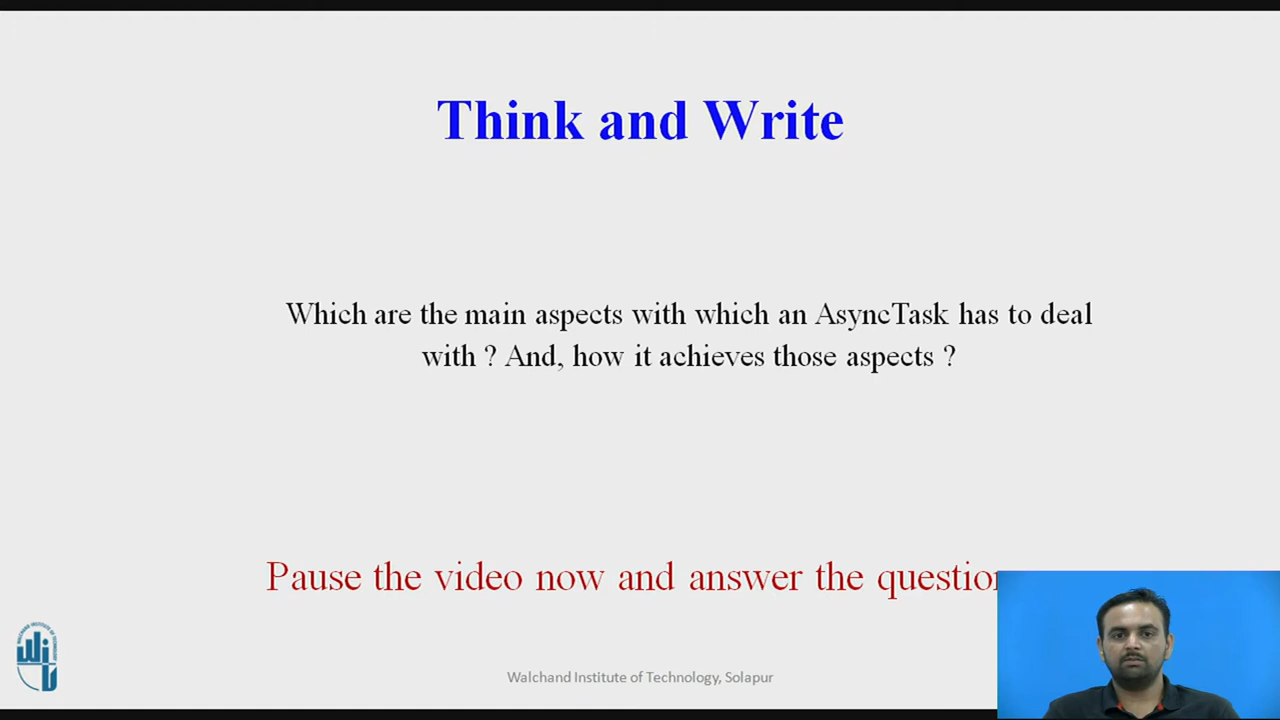 Think and Write
Which are the main aspects with which an AsyncTask has to deal
with ? And, how it achieves those aspects ?
Pause the video now and answer the question
Walchand Institute of Technology, Solapur